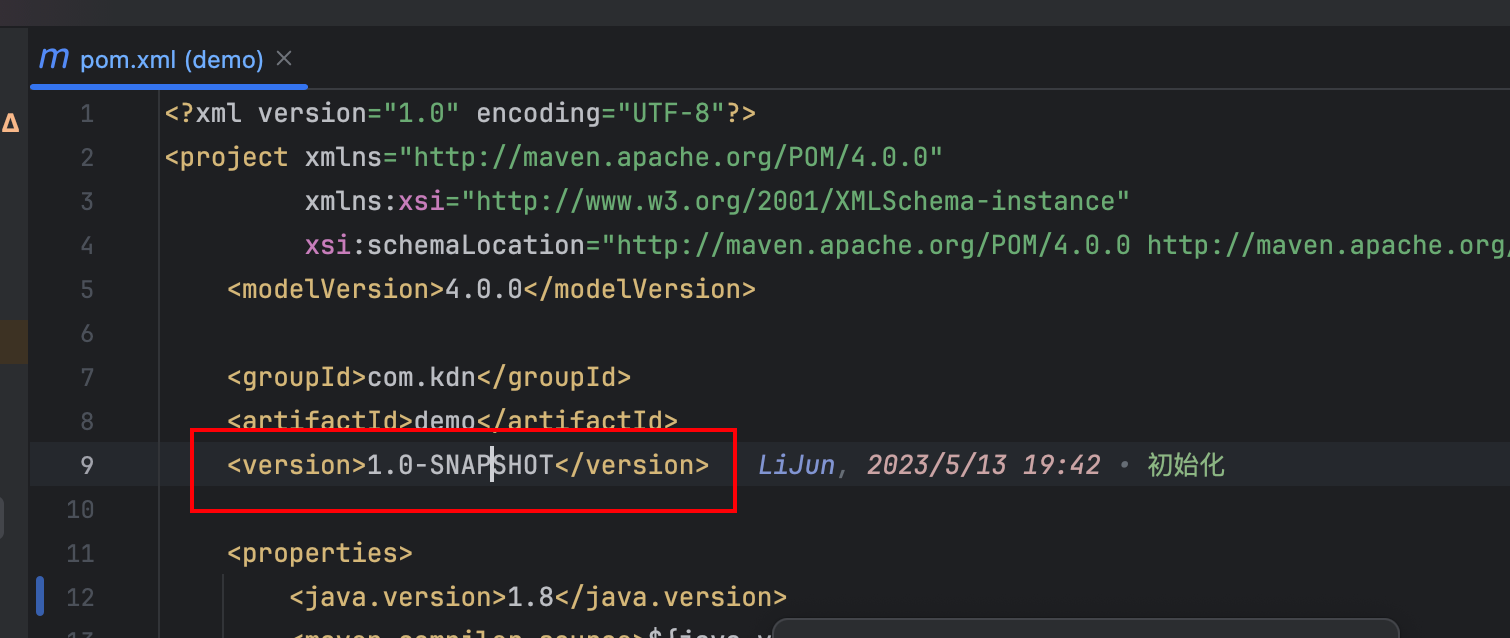 m pom.xml (demo) ×
1 <?xml version="1.0" encoding="UTF-8"?>
2 <project xmlns="http://maven.apache.org/POM/4.0.0"
3 xmlns:xsi="http://www.w3.org/2001/XMLSchema-instance"
4 xsi:schemaLocation="http://maven.apache.org/POM/4.0.0 http://maven.apache.org/
5 <modelVersion>4.0.0</modelVersion>
6
7 <groupId>com.kdn</groupId>
8 <artifactId>demo</artifactId>
9 <version>1.0-SNAPSHOT</version> LiJun, 2023/5/13 19:42 • 初始化
10
11 <properties>
12 <java.version>1.8</java.version>
13 <maven.compiler.source>${java.v